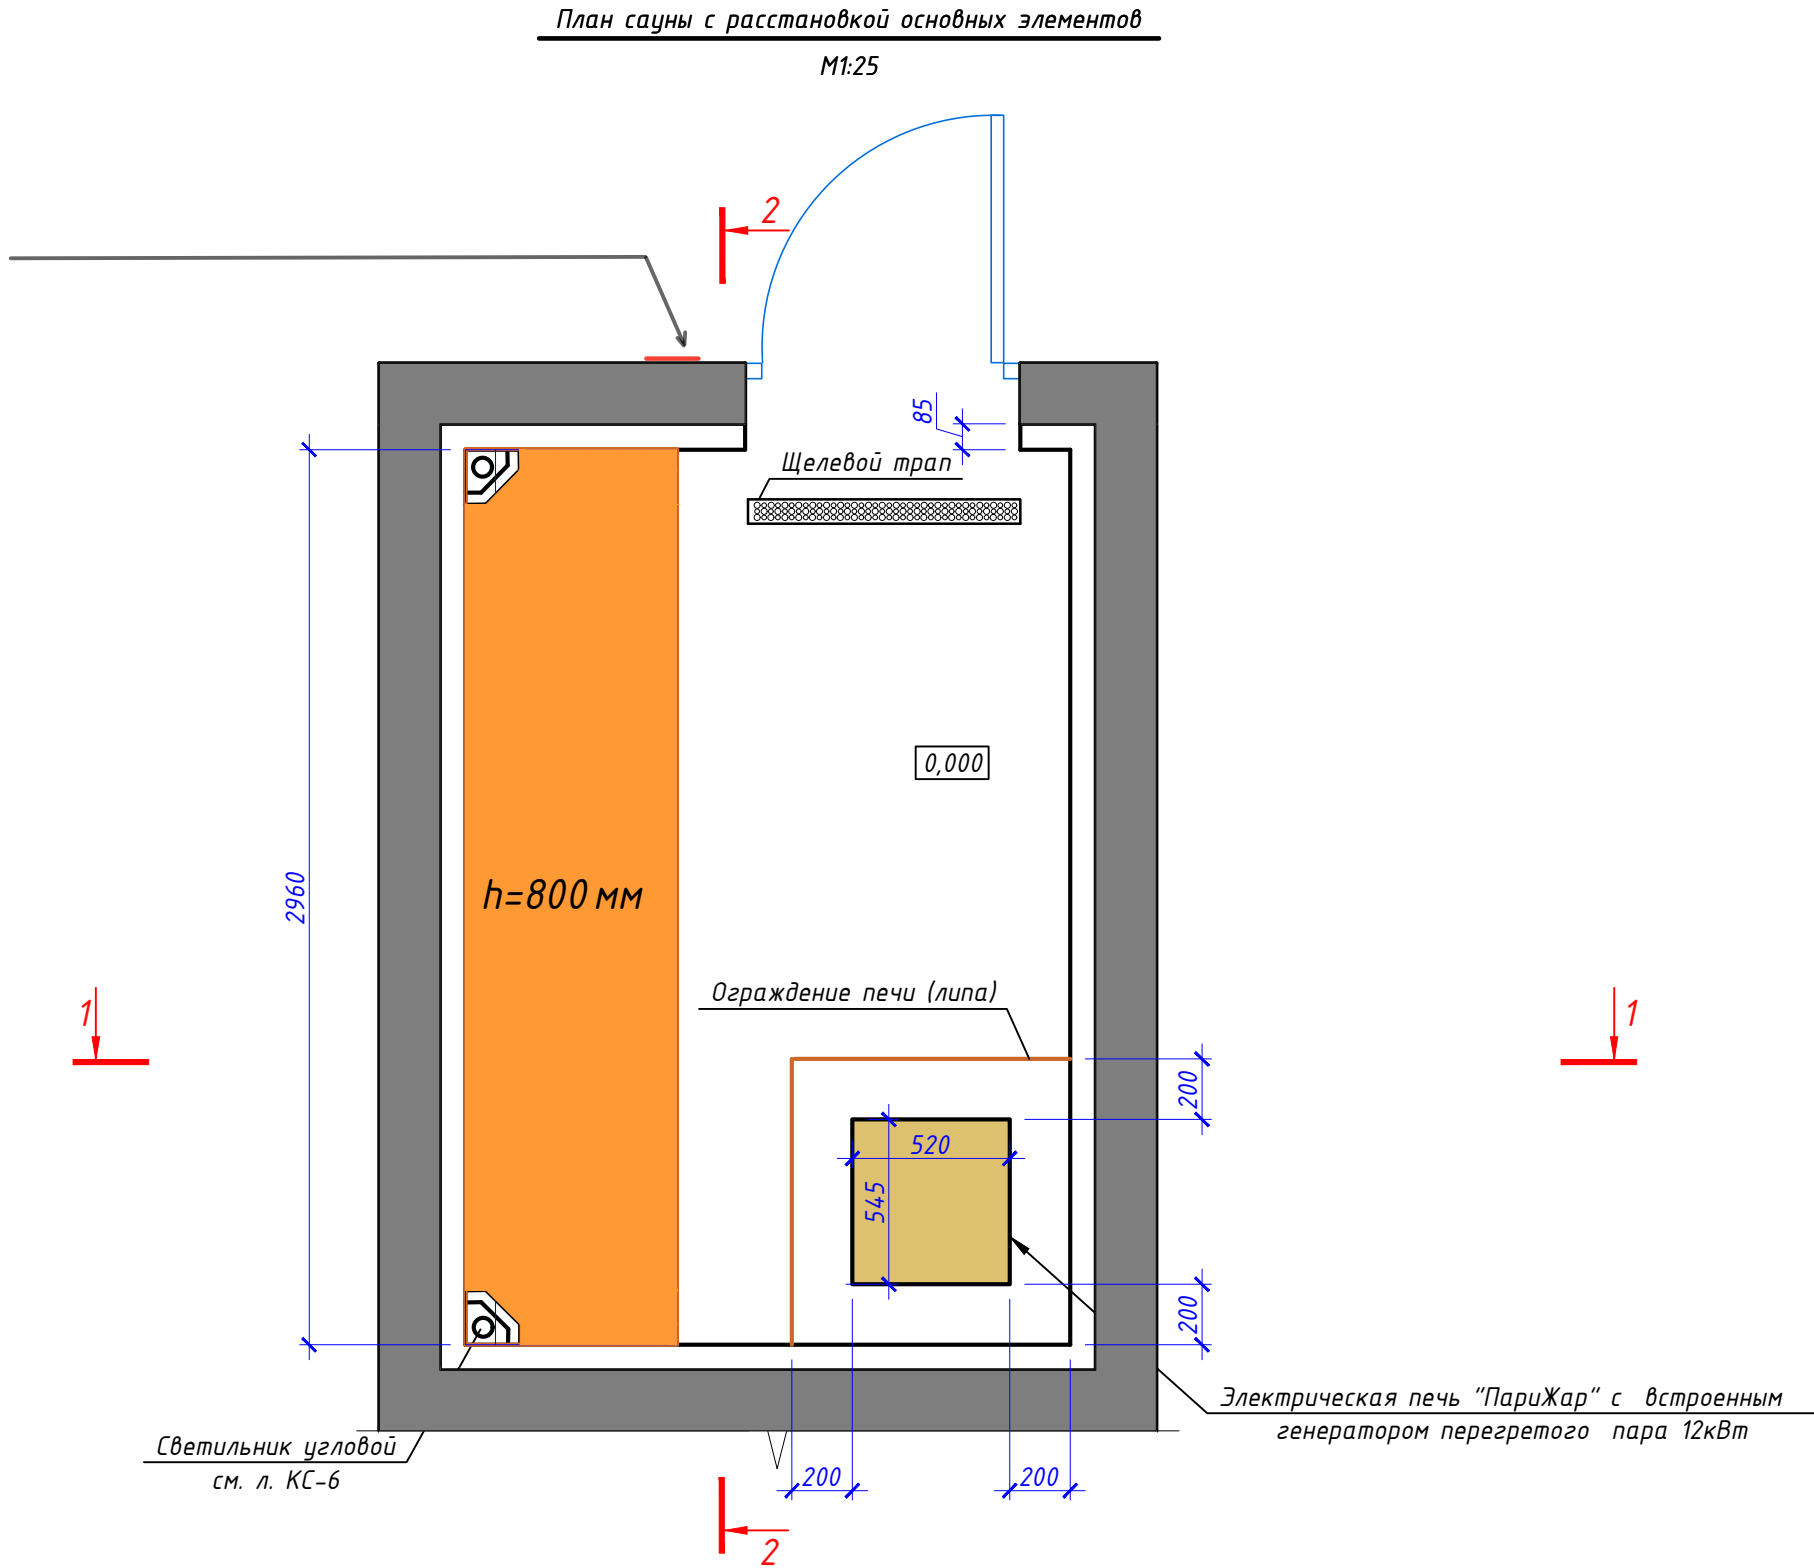 План сауны с расстановкой основных элементов
М1:25
2
85
Щелевой трап
0,000
2960
h=800 мм
Ограждение печи (липа)
1
1
200
520
545
200
Электрическая печь "ПариЖар" с встроенным
генератором перегретого пара 12кВт
Светильник угловой
см. л. КС-6
200
200
2